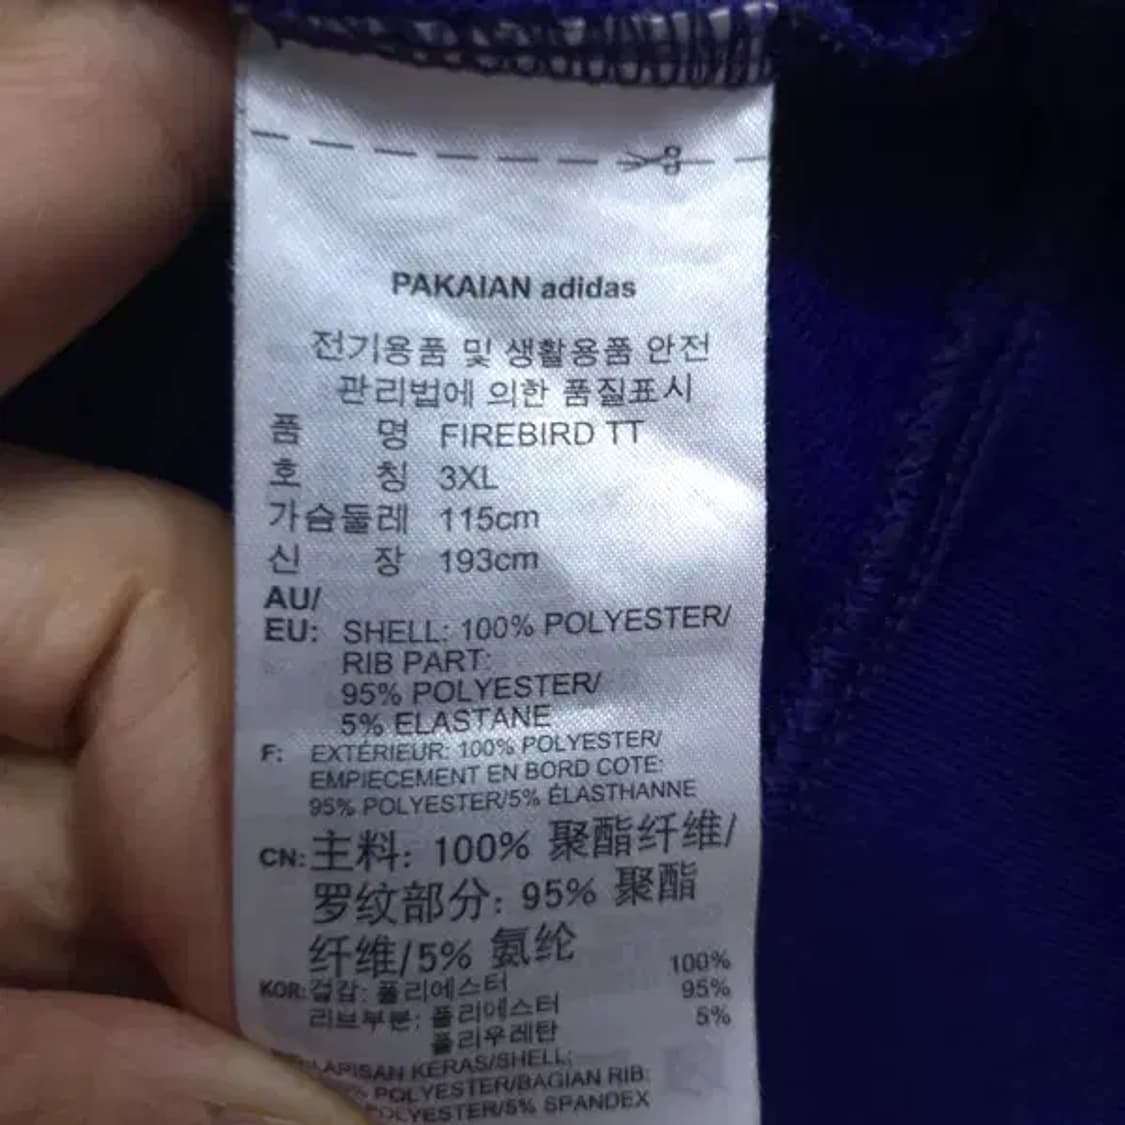 PAKAIAN adidas
전기용품 및 생활용품 안전
관리법에 의한 품질표시
품 명 FIREBIRD TT
호 칭 3XL
가슴둘레 115cm
신 장 193cm
AU/
EU: SHELL: 100% POLYESTER/
RIB PART:
95% POLYESTER/
5% ELASTANE
F: EXTÉRIEUR: 100% POLYESTER/
EMPIECEMENT EN BORD COTE:
95% POLYESTER/5% ÉLASTHANNE
CN: 主料: 100% 聚酯纤维/
罗纹部分: 95% 聚酯
纤维/5% 氨纶
KOR: 겉감: 폴리에스터 100%
리브부분: 폴리에스터 95%
폴리우레탄 5%
LAPISAN KERAS/SHELL:
POLYESTER/BAGIAN RIB:
POLYESTER/5% SPANDEX